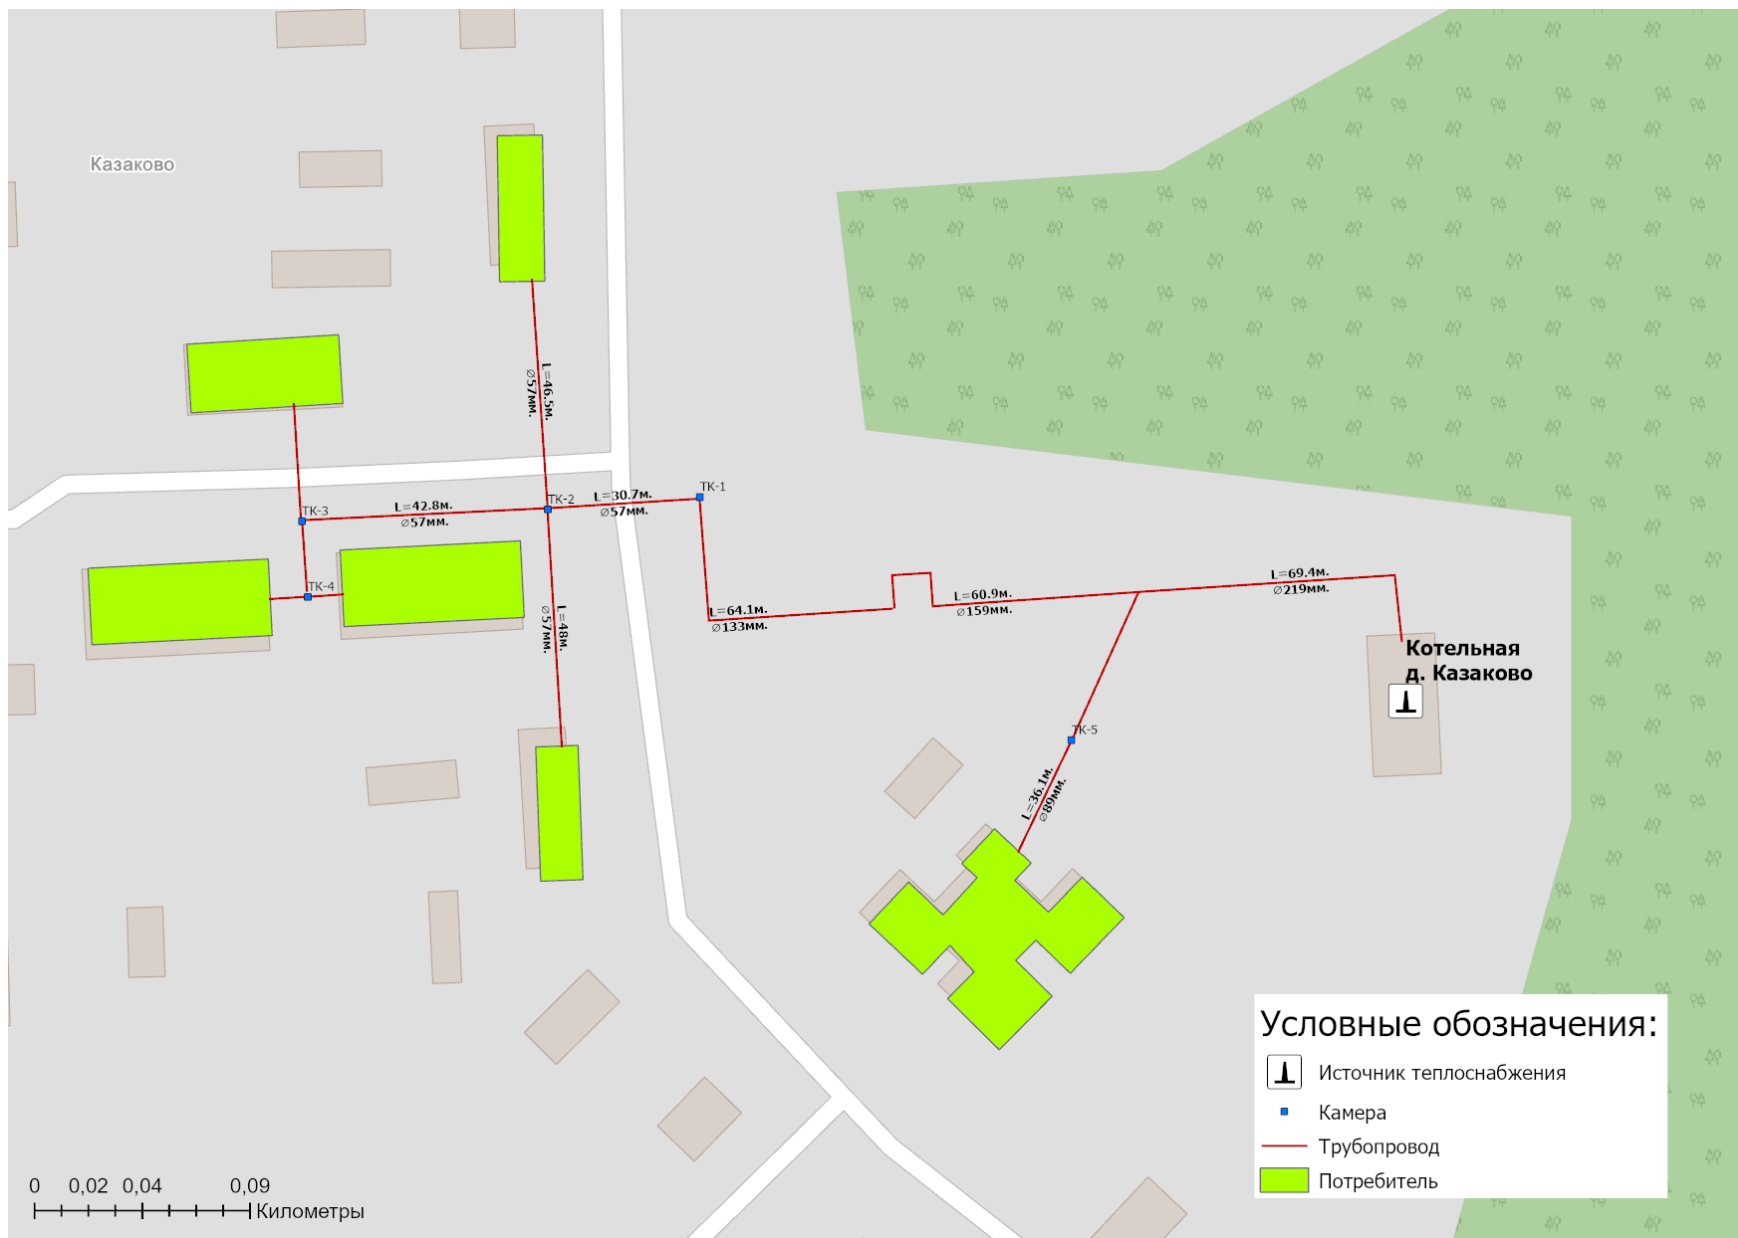 Казаково
L=46.5м.
∅57мм.
ТК-1
ТК-2
L=30.7м.
∅57мм.
ТК-3
L=42.8м.
∅57мм.
ТК-4
L=48м.
∅57мм.
L=64.1м.
∅133мм.
L=60.9м.
∅159мм.
L=69.4м.
∅219мм.
Котельная
д. Казаково
ТК-5
L=36.1м.
∅89мм.
Условные обозначения:
Источник теплоснабжения
Камера
Трубопровод
Потребитель
0 0,02 0,04 0,09
Километры